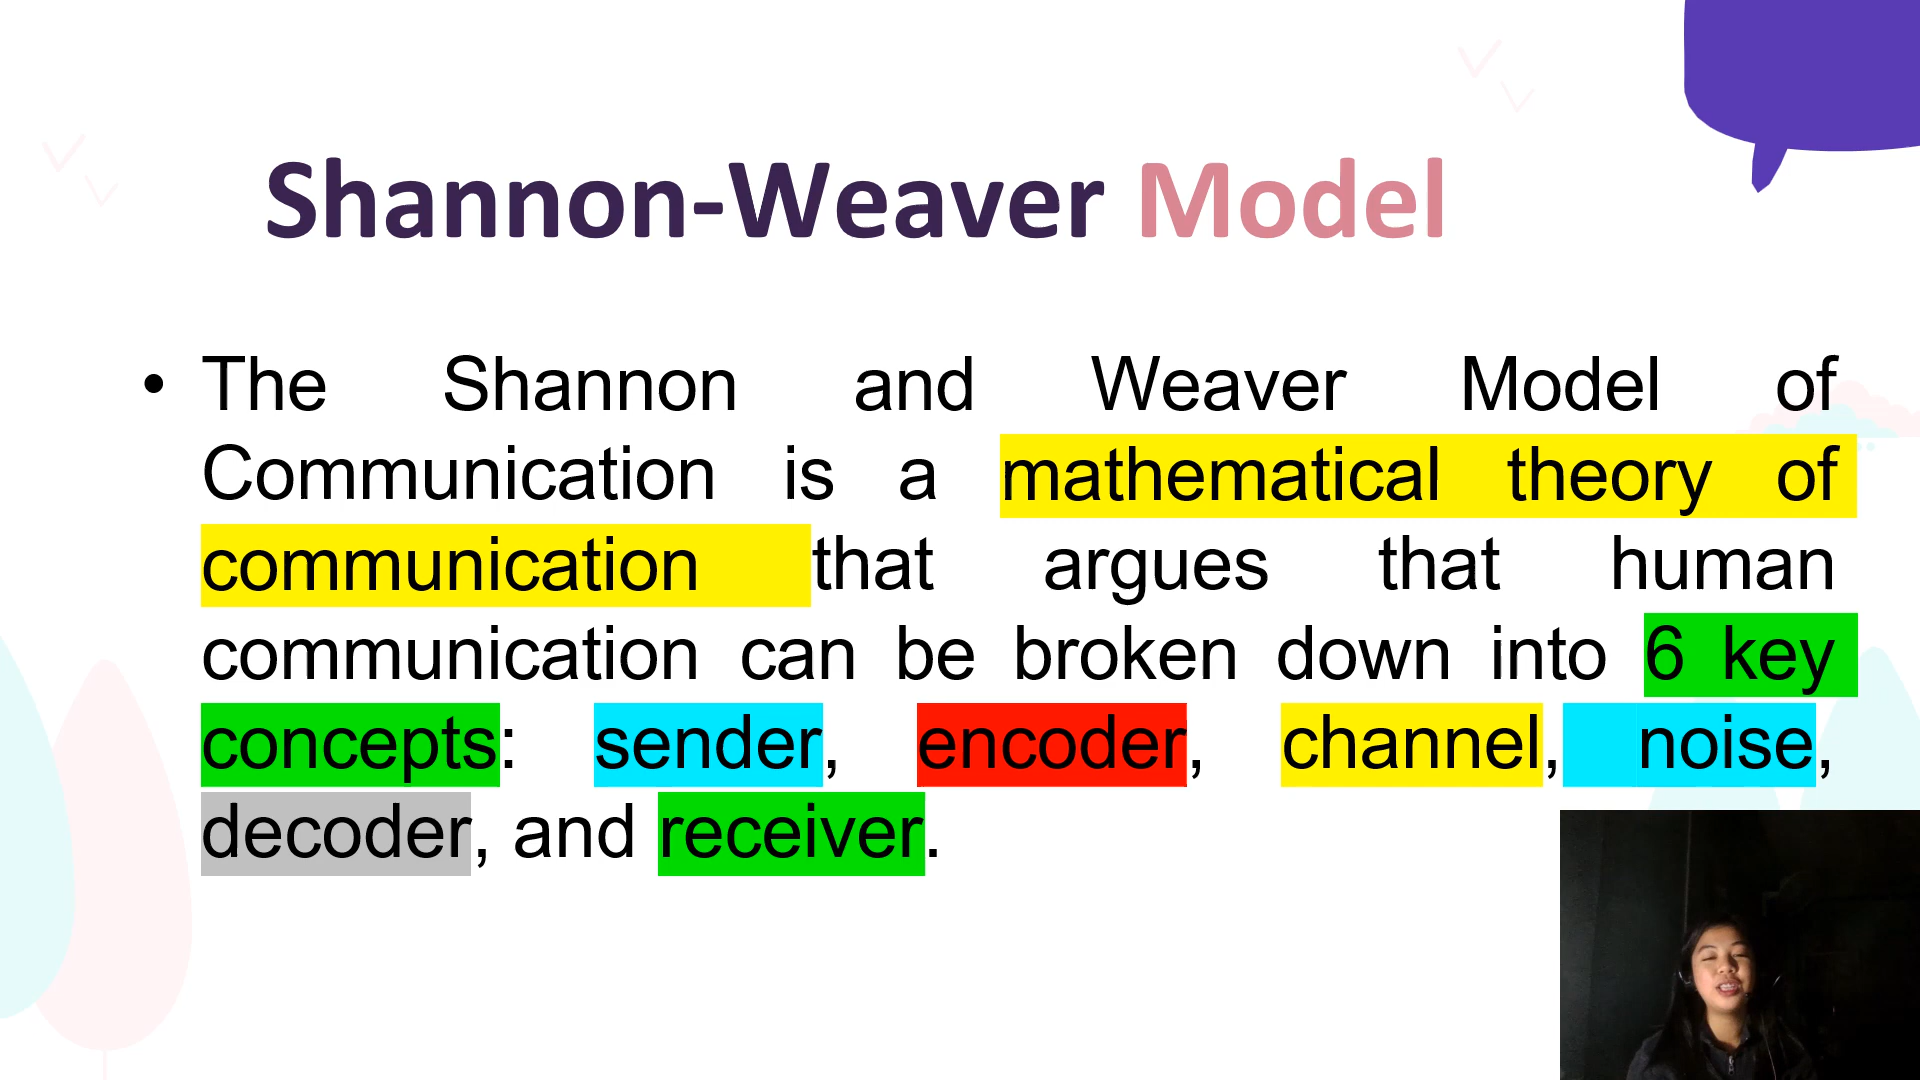 Shannon-Weaver Model
• The Shannon and Weaver Model of
Communication is a mathematical theory of
communication that argues that human
communication can be broken down into 6 key
concepts: sender, encoder, channel, noise,
decoder, and receiver.